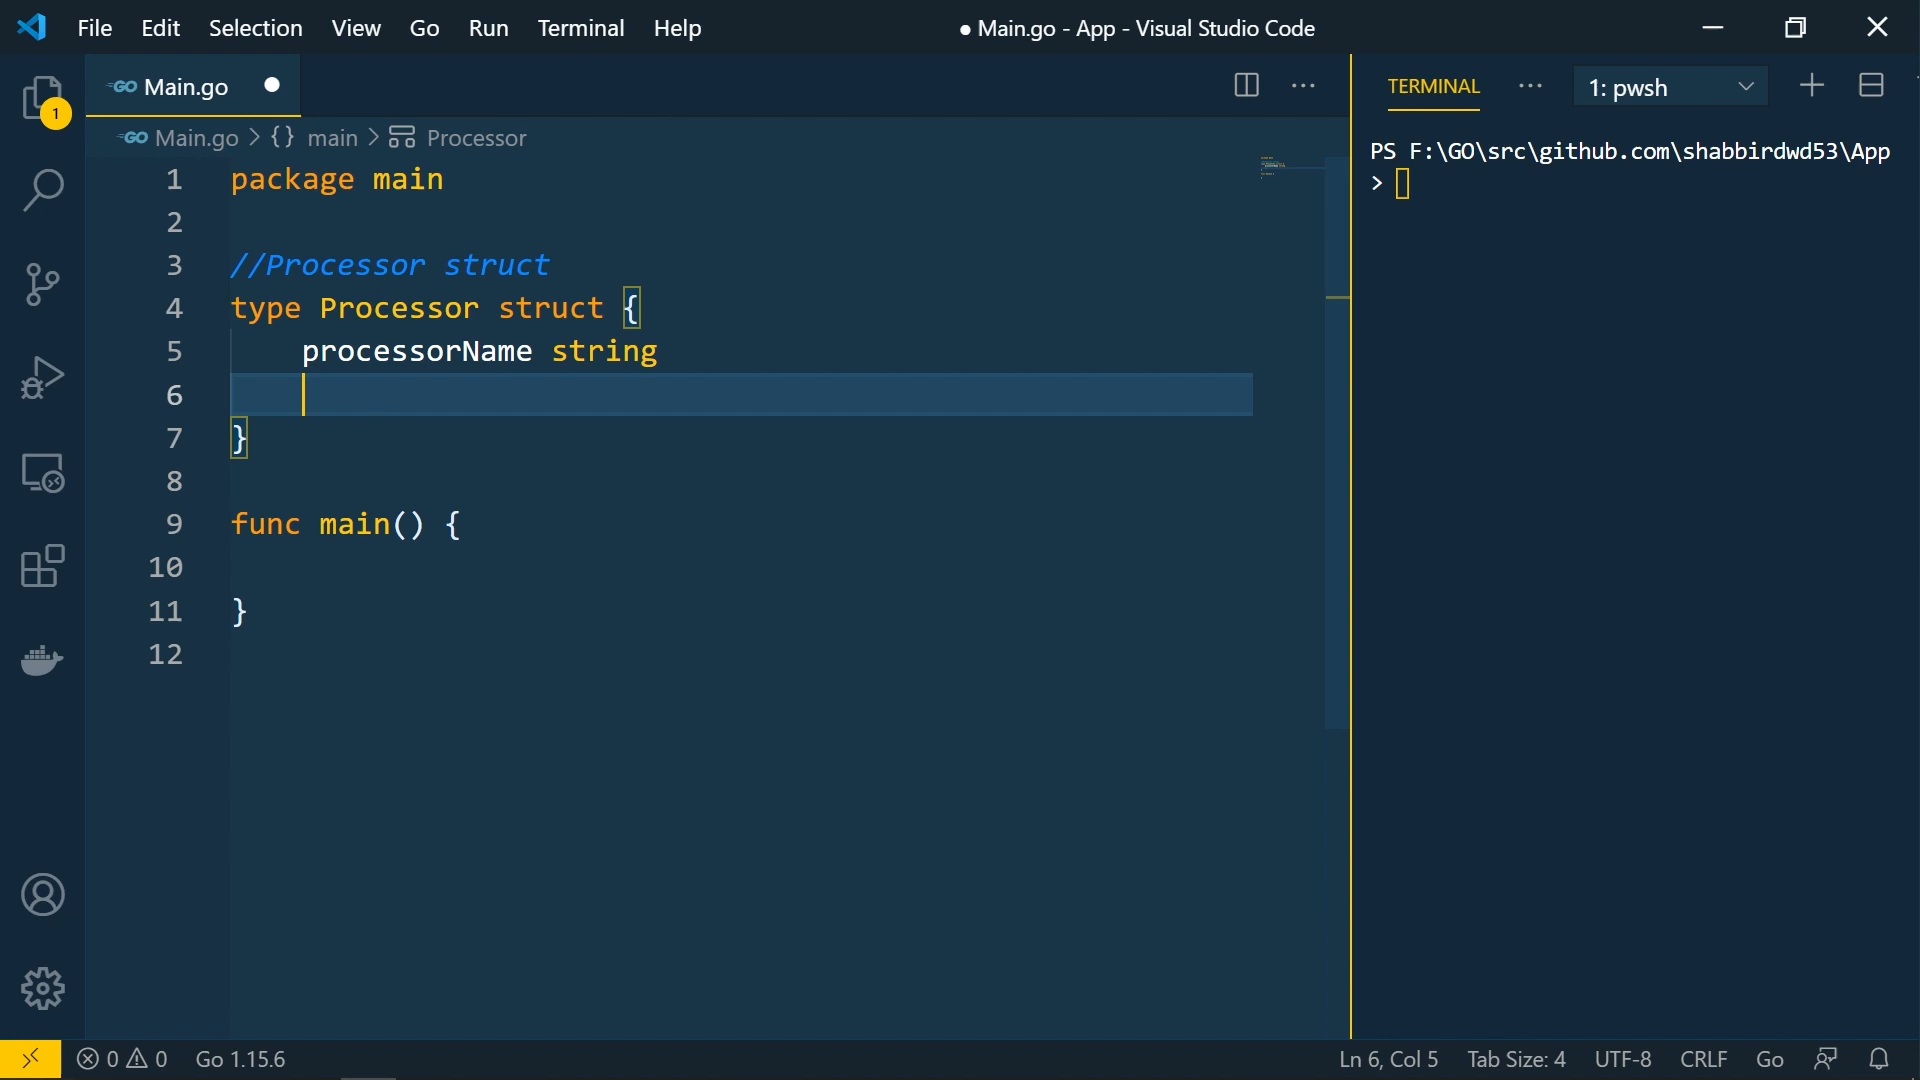 File Edit Selection View Go Run Terminal Help ● Main.go - App - Visual Studio Code
GO Main.go ●
TERMINAL ··· 1: pwsh
GO Main.go > {} main > Processor
1 package main
2
3 //Processor struct
4 type Processor struct {
5 processorName string
6
7 }
8
9 func main() {
10
11 }
12
PS F:\GO\src\github.com\shabbirdwd53\App
>
1
0 0 Go 1.15.6 Ln 6, Col 5 Tab Size: 4 UTF-8 CRLF Go